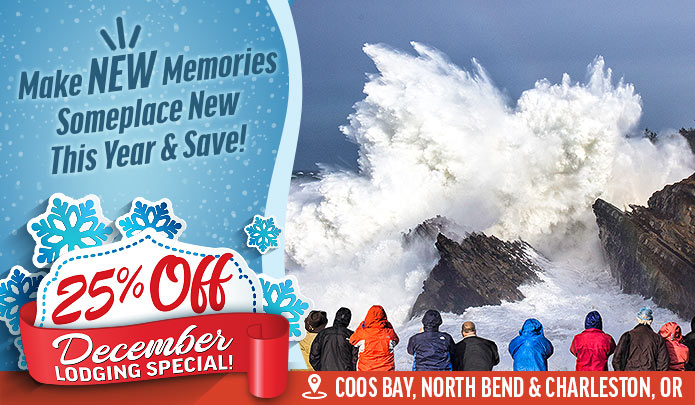 Make NEW Memories
Someplace New
This Year & Save!
25% Off
December
LODGING SPECIAL!
COOS BAY, NORTH BEND & CHARLESTON, OR